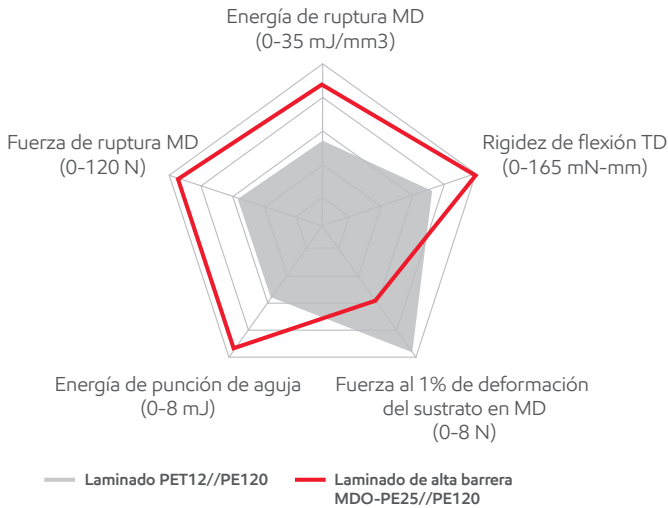 Energía de ruptura MD
(0-35 mJ/mm3)
Fuerza de ruptura MD
(0-120 N)
Rigidez de flexión TD
(0-165 mN-mm)
Energía de punción de aguja
(0-8 mJ)
Fuerza al 1% de deformación
del sustrato en MD
(0-8 N)
Laminado PET12//PE120
Laminado de alta barrera
MDO-PE25//PE120